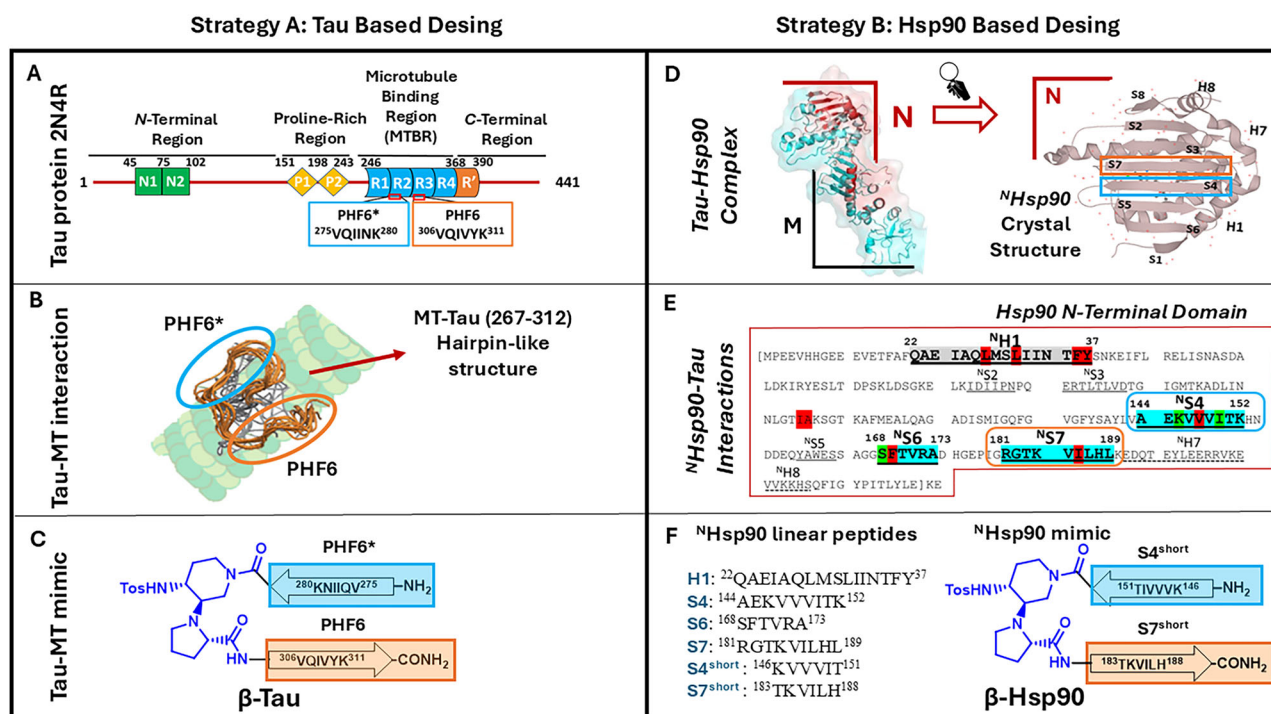 Strategy A: Tau Based Desing
Strategy B: Hsp90 Based Desing
Tau protein 2N4R
A
N-Terminal Region
Proline-Rich Region
Microtubule Binding Region (MTBR)
C-Terminal Region
45 75 102 151 198 243 246 368 390
1 N1 N2 P1 P2 R1 R2 R3 R4 R' 441
PHF6*
²⁷⁵VQIINK²⁸⁰
PHF6
³⁰⁶VQIVYK³¹¹
Tau-MT interaction
B
PHF6*
MT-Tau (267-312)
Hairpin-like
structure
PHF6
Tau-MT mimic
C
PHF6*
O
TosHN N ²⁸⁰KNIIQV²⁷⁵ NH₂
PHF6
N O
HN ³⁰⁶VQIVYK³¹¹ CONH₂
β-Tau
Tau-Hsp90 Complex
D
N
M
N
S8 H8
S2 H7
S3
S7
S4
S5
S6 H1
S1
ᴺHsp90
Crystal
Structure
ᴺHsp90-Tau Interactions
E
Hsp90 N-Terminal Domain
22 ᴺH1 37
[MPEEVHHGEE EVETFAFQAE IAQLMSLIIN TFYSNKEIFL RELISNASDA
ᴺS2 ᴺS3
LDKIRYESLT DPSKLDSGKE LKIDIIPNPQ ERTLTLVDTG IGMTKADLIN
144 ᴺS4 152
NLGTIAKSGT KAFMEALQAG ADISMIGQFG VGFYSAYLVA EKVVVITKHN
ᴺS5 168 ᴺS6 173 181 ᴺS7 189 ᴺH7
DDEQYAWESS AGGSFTVRAD HGEPIGRGTK VILHLKEDQT EYLEERRVKE
ᴺH8
VVKKHSQFIG YPITLYLE]KE
F
ᴺHsp90 linear peptides
H1: ²²QAEIAQLMSLIINTFY³⁷
S4: ¹⁴⁴AEKVVVITK¹⁵²
S6: ¹⁶⁸SFTVRA¹⁷³
S7: ¹⁸¹RGTKVILHL¹⁸⁹
S4ˢʰᵒʳᵗ: ¹⁴⁶KVVVIT¹⁵¹
S7ˢʰᵒʳᵗ: ¹⁸³TKVILH¹⁸⁸
ᴺHsp90 mimic
S4ˢʰᵒʳᵗ
O
TosHN N ¹⁵¹TIVVVK¹⁴⁶ NH₂
S7ˢʰᵒʳᵗ
N O
HN ¹⁸³TKVILH¹⁸⁸ CONH₂
β-Hsp90